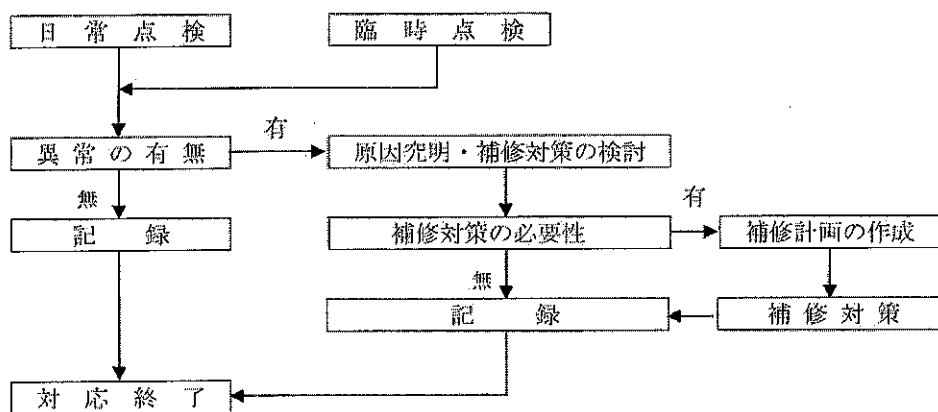 日常点検
臨時点検
有
異常の有無
原因究明・補修対策の検討
無
有
記録
補修対策の必要性
補修計画の作成
無
記録
補修対策
対応終了